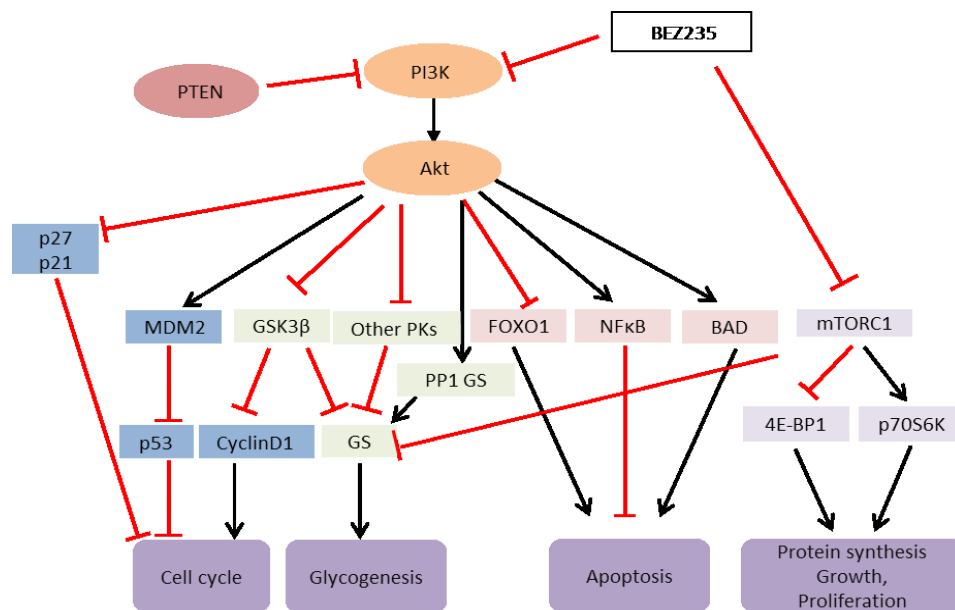 BEZ235
PI3K
PTEN
Akt
p27
p21
MDM2
GSK3β
Other PKs
FOXO1
NFκB
BAD
mTORC1
PP1 GS
p53
CyclinD1
GS
4E-BP1
p70S6K
Cell cycle
Glycogenesis
Apoptosis
Protein synthesis
Growth,
Proliferation